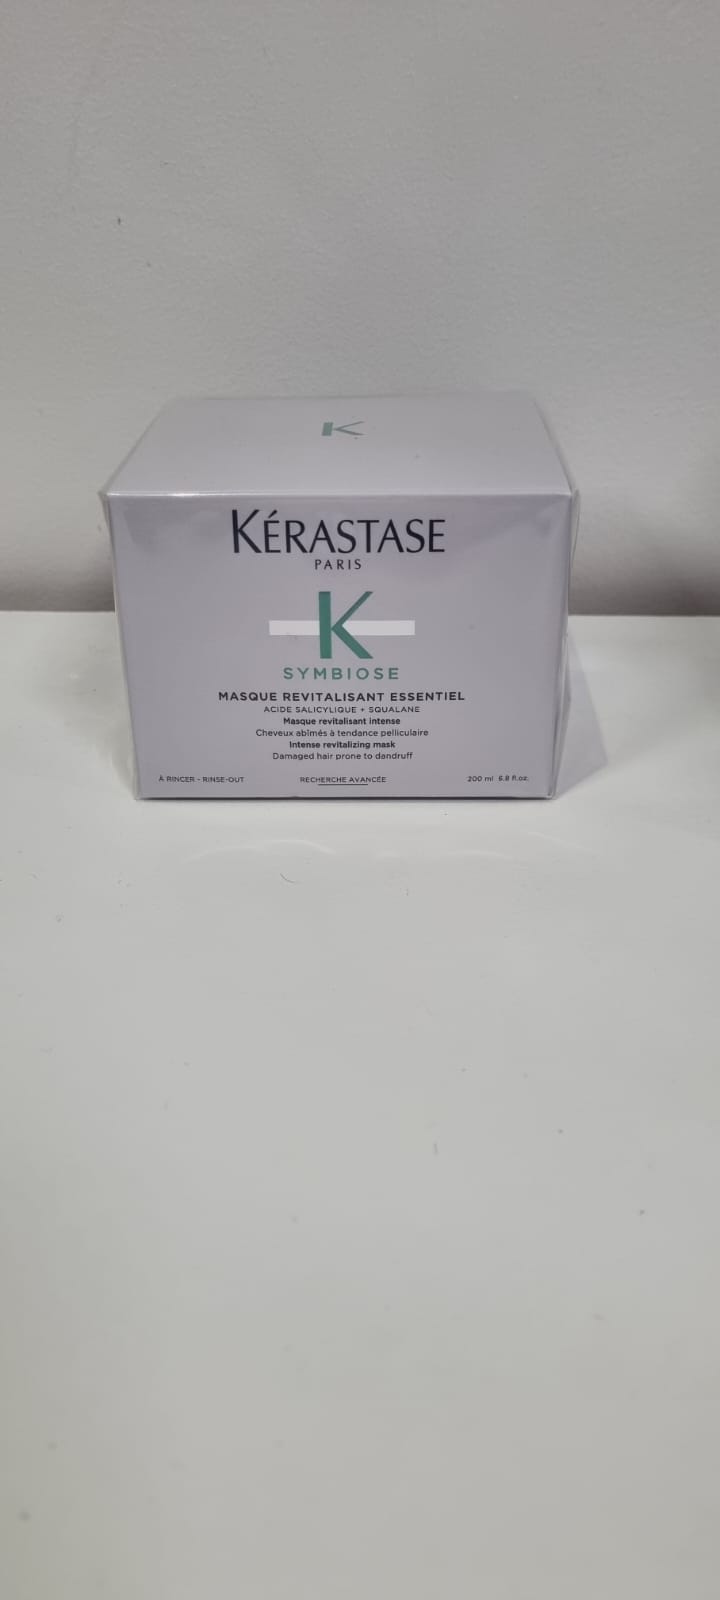 K
KÉRASTASE
PARIS
K
SYMBIOSE
MASQUE REVITALISANT ESSENTIEL
ACIDE SALICYLIQUE + SQUALANE
Masque revitalisant intense
Cheveux abîmés à tendance pelliculaire
Intense revitalizing mask
Damaged hair prone to dandruff
À RINCER - RINSE-OUT RECHERCHE AVANCÉE 200 ml 6.8 fl.oz.